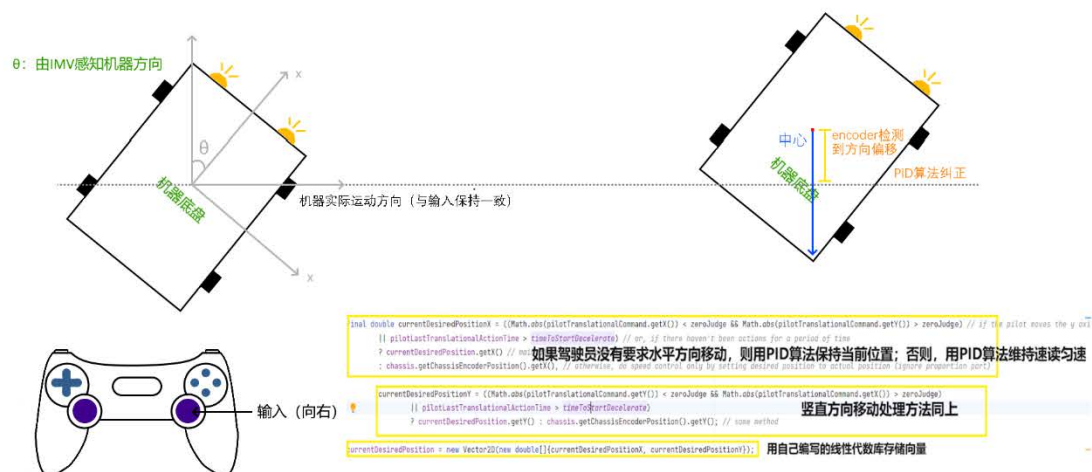 θ：由IMV感知机器方向
x
θ
机器底盘
机器实际运动方向（与输入保持一致）
x
中心
encoder检测
到方向偏移
机器底盘
PID算法纠正
输入（向右）
inal double currentDesiredPositionX = ((Math.abs(pilotTranslationalCommand.getX()) < zeroJudge && Math.abs(pilotTranslationalCommand.getY()) > zeroJudge) // if the pilot moves the y axi
|| pilotLastTranslationalActionTime > timeToStartDecelerate) // or, if there haven't been actions for a period of time
? currentDesiredPosition.getX() //
如果驾驶员没有要求水平方向移动，则用PID算法保持当前位置；否则，用PID算法维持速读匀速
: chassis.getChassisEncoderPosition().getX(); // otherwise, do speed control only by setting desired position to actual position (ignore proportion part)
currentDesiredPositionY = ((Math.abs(pilotTranslationalCommand.getY()) < zeroJudge && Math.abs(pilotTranslationalCommand.getX()) > zeroJudge)
|| pilotLastTranslationalActionTime > timeToStartDecelerate)
竖直方向移动处理方法同上
? currentDesiredPosition.getY() : chassis.getChassisEncoderPosition().getY(); // same method
currentDesiredPosition = new Vector2D(new double[]{currentDesiredPositionX, currentDesiredPositionY});
用自己编写的线性代数库存储向量